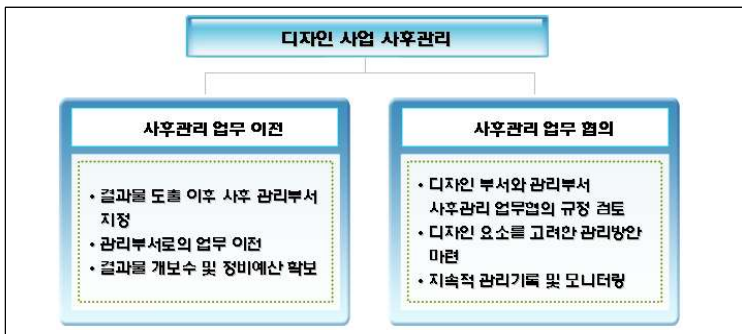 디자인 사업 사후관리
사후관리 업무 이전
• 결과물 도출 이후 사후 관리부서
지정
• 관리부서로의 업무 이전
• 결과물 개보수 및 정비예산 확보
사후관리 업무 협의
• 디자인 부서와 관리부서
사후관리 업무협의 규정 검토
• 디자인 요소를 고려한 관리방안
마련
• 지속적 관리기록 및 모니터링